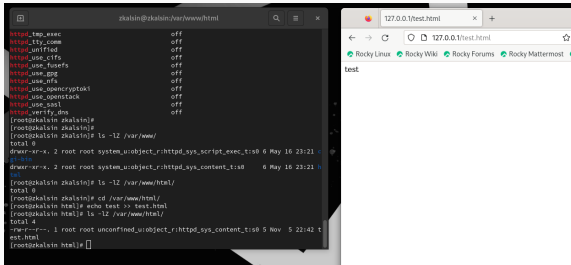 zkalsin@zkalsin:/var/www/html
httpd_tmp_exec off
httpd_tty_comm off
httpd_unified off
httpd_use_cifs off
httpd_use_fusefs off
httpd_use_gpg off
httpd_use_nfs off
httpd_use_opencryptoki off
httpd_use_openstack off
httpd_use_sasl off
httpd_verify_dns off
[root@zkalsin zkalsin]#
[root@zkalsin zkalsin]#
[root@zkalsin zkalsin]# ls -lZ /var/www/
total 0
drwxr-xr-x. 2 root root system_u:object_r:httpd_sys_script_exec_t:s0 6 May 16 23:21 c
gi-bin
drwxr-xr-x. 2 root root system_u:object_r:httpd_sys_content_t:s0 6 May 16 23:21 h
tml
[root@zkalsin zkalsin]# ls -lZ /var/www/html/
total 0
[root@zkalsin zkalsin]# cd /var/www/html/
[root@zkalsin html]# echo test >> test.html
[root@zkalsin html]# ls -lZ /var/www/html/
total 4
-rw-r--r--. 1 root root unconfined_u:object_r:httpd_sys_content_t:s0 5 Nov 5 22:42 t
est.html
[root@zkalsin html]#
127.0.0.1/test.html
127.0.0.1/test.html
Rocky Linux Rocky Wiki Rocky Forums Rocky Mattermost
test